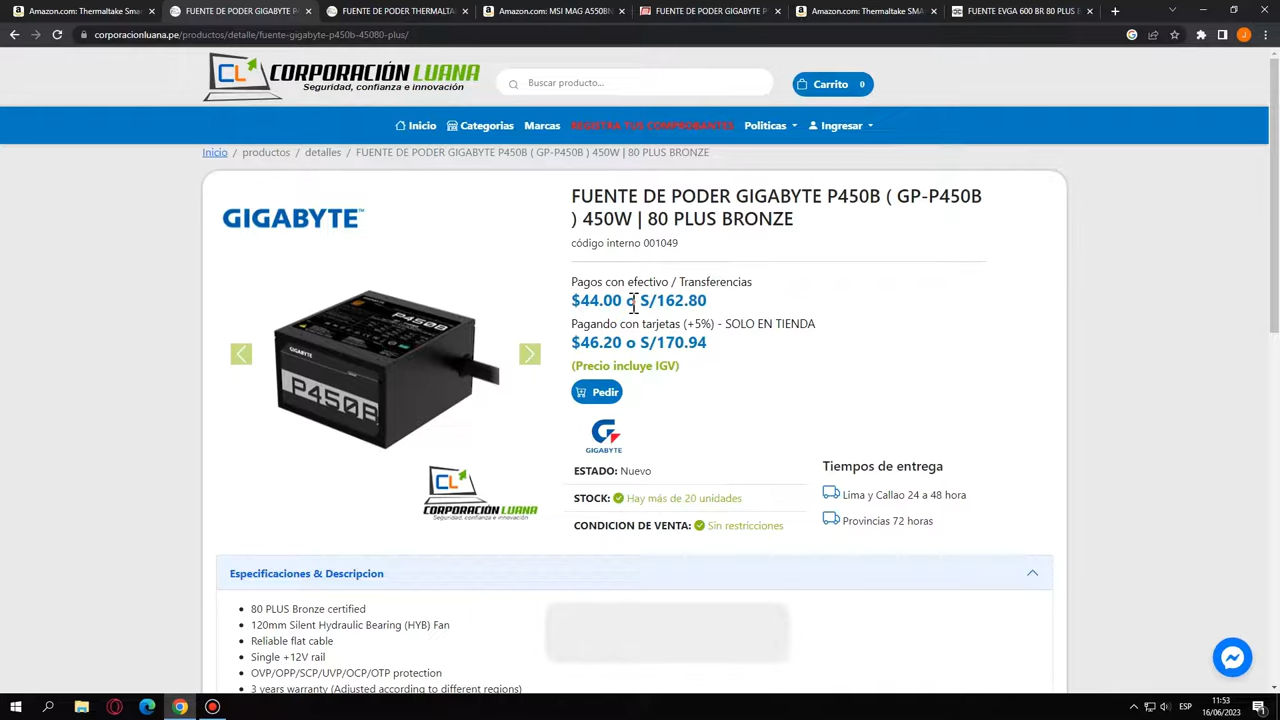 Amazon.com: Thermaltake Smart
FUENTE DE PODER GIGABYTE P4
FUENTE DE PODER THERMALTAK
Amazon.com: MSI MAG A550BN
FUENTE DE PODER GIGABYTE P
Amazon.com: Thermaltake SMA
FUENTE EVGA 600 BR 80 PLUS B
corporacionluana.pe/productos/detalle/fuente-gigabyte-p450b-45080-plus/
J
CL CORPORACIÓN LUANA
Seguridad, confianza e innovación
Buscar producto...
Carrito 0
Inicio
Categorias
Marcas
REGISTRA TUS COMPROBANTES
Politicas
Ingresar
Inicio / productos / detalles / FUENTE DE PODER GIGABYTE P450B ( GP-P450B ) 450W | 80 PLUS BRONZE
GIGABYTE™
FUENTE DE PODER GIGABYTE P450B ( GP-P450B
) 450W | 80 PLUS BRONZE
código interno 001049
Pagos con efectivo / Transferencias
$44.00 o S/162.80
Pagando con tarjetas (+5%) - SOLO EN TIENDA
$46.20 o S/170.94
(Precio incluye IGV)
Pedir
P450B
GIGABYTE
P450B
GIGABYTE
ESTADO: Nuevo
STOCK: Hay más de 20 unidades
CONDICION DE VENTA: Sin restricciones
Tiempos de entrega
Lima y Callao 24 a 48 hora
Provincias 72 horas
CL
CORPORACIÓN LUANA
Seguridad, confianza e innovación
Especificaciones & Descripcion
80 PLUS Bronze certified
120mm Silent Hydraulic Bearing (HYB) Fan
Reliable flat cable
Single +12V rail
OVP/OPP/SCP/UVP/OCP/OTP protection
3 years warranty (Adjusted according to different regions)
ESP
11:53
16/06/2023